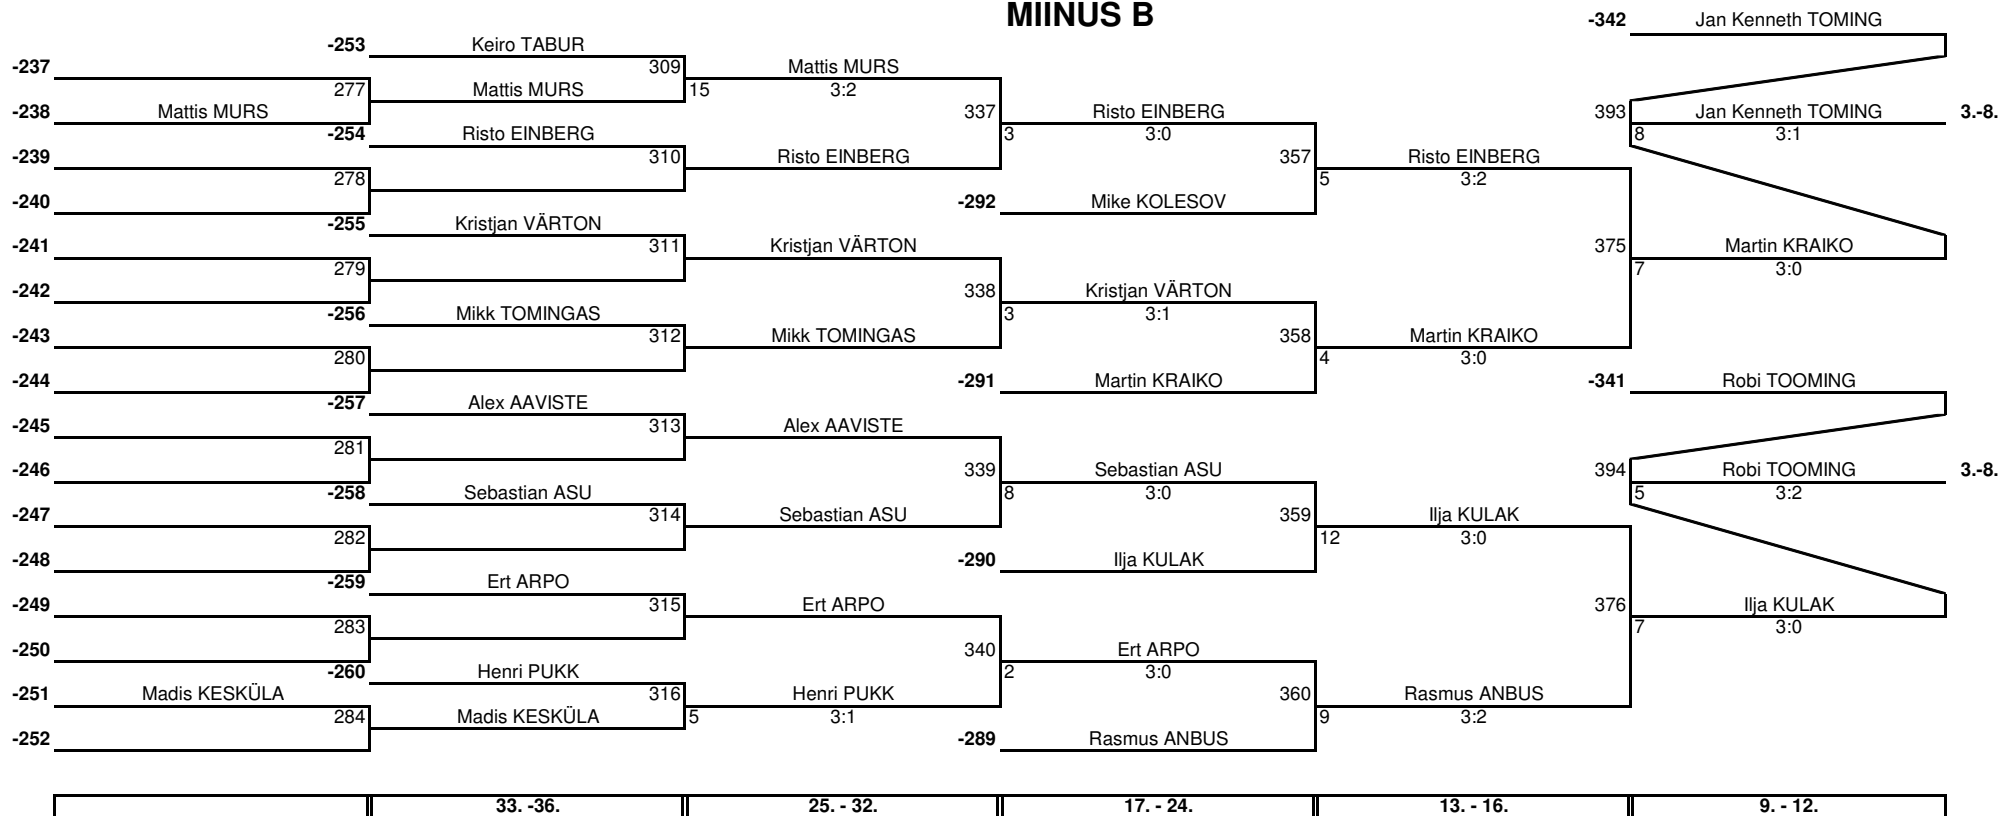 MIINUS B
-342 Jan Kenneth TOMING
-253 Keiro TABUR
-237 309 Mattis MURS
277 Mattis MURS 15 3:2
-238 Mattis MURS 337 Risto EINBERG 393 Jan Kenneth TOMING 3.-8.
-254 Risto EINBERG 3 3:0 8 3:1
-239 310 Risto EINBERG 357 Risto EINBERG
278 5 3:2
-240 -292 Mike KOLESOV
-255 Kristjan VÄRTON
-241 311 Kristjan VÄRTON 375 Martin KRAIKO
279 7 3:0
-242 338 Kristjan VÄRTON
-256 Mikk TOMINGAS 3 3:1
-243 312 Mikk TOMINGAS 358 Martin KRAIKO
280 4 3:0
-244 -291 Martin KRAIKO -341 Robi TOOMING
-257 Alex AAVISTE
-245 313 Alex AAVISTE
281
-246 339 Sebastian ASU 394 Robi TOOMING 3.-8.
-258 Sebastian ASU 8 3:0 5 3:2
-247 314 Sebastian ASU 359 Ilja KULAK
282 12 3:0
-248 -290 Ilja KULAK
-259 Ert ARPO
-249 315 Ert ARPO 376 Ilja KULAK
283 7 3:0
-250 340 Ert ARPO
-260 Henri PUKK 2 3:0
-251 Madis KESKÜLA 316 Henri PUKK 360 Rasmus ANBUS
284 Madis KESKÜLA 5 3:1 9 3:2
-252 -289 Rasmus ANBUS
33. -36. 25. - 32. 17. - 24. 13. - 16. 9. - 12.